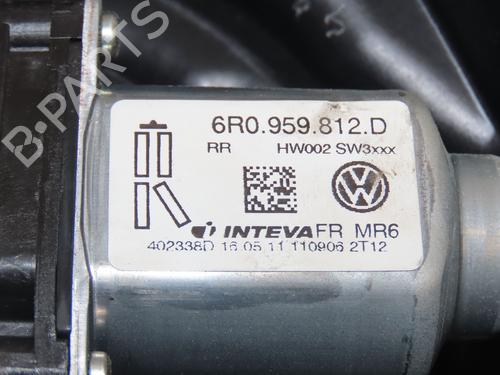 6R0.959.812.D
RR HW002 SW3xxx
INTEVA FR MR6
402338D 16.05.11 110906 2T12
B-PARTS